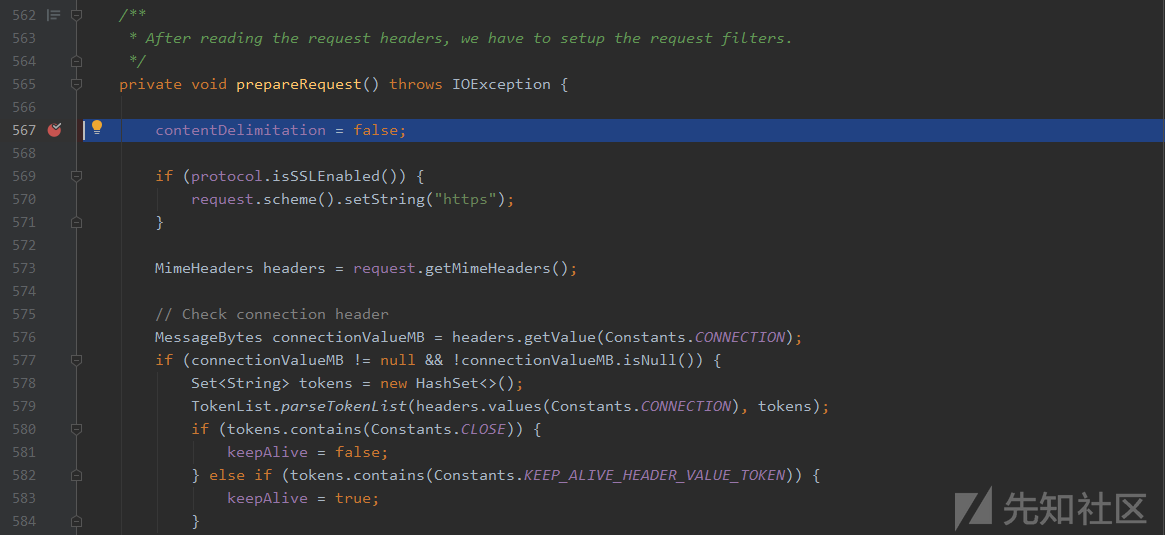 562 /**
563 * After reading the request headers, we have to setup the request filters.
564 */
565 private void prepareRequest() throws IOException {
566
567 contentDelimitation = false;
568
569 if (protocol.isSSLEnabled()) {
570 request.scheme().setString("https");
571 }
572
573 MimeHeaders headers = request.getMimeHeaders();
574
575 // Check connection header
576 MessageBytes connectionValueMB = headers.getValue(Constants.CONNECTION);
577 if (connectionValueMB != null && !connectionValueMB.isNull()) {
578 Set<String> tokens = new HashSet<>();
579 TokenList.parseTokenList(headers.values(Constants.CONNECTION), tokens);
580 if (tokens.contains(Constants.CLOSE)) {
581 keepAlive = false;
582 } else if (tokens.contains(Constants.KEEP_ALIVE_HEADER_VALUE_TOKEN)) {
583 keepAlive = true;
584 }
先知社区